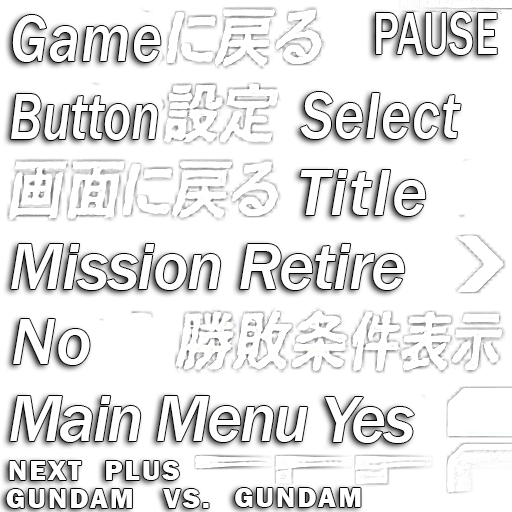 Gameに戻る PAUSE
Button設定 Select
画面に戻る Title
Mission Retire
No 勝敗条件表示
Main Menu Yes
NEXT PLUS
GUNDAM VS. GUNDAM